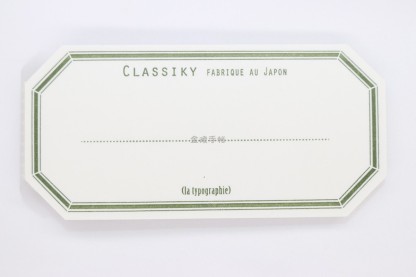 CLASSIKY FABRIQUE AU JAPON
(la typographie)